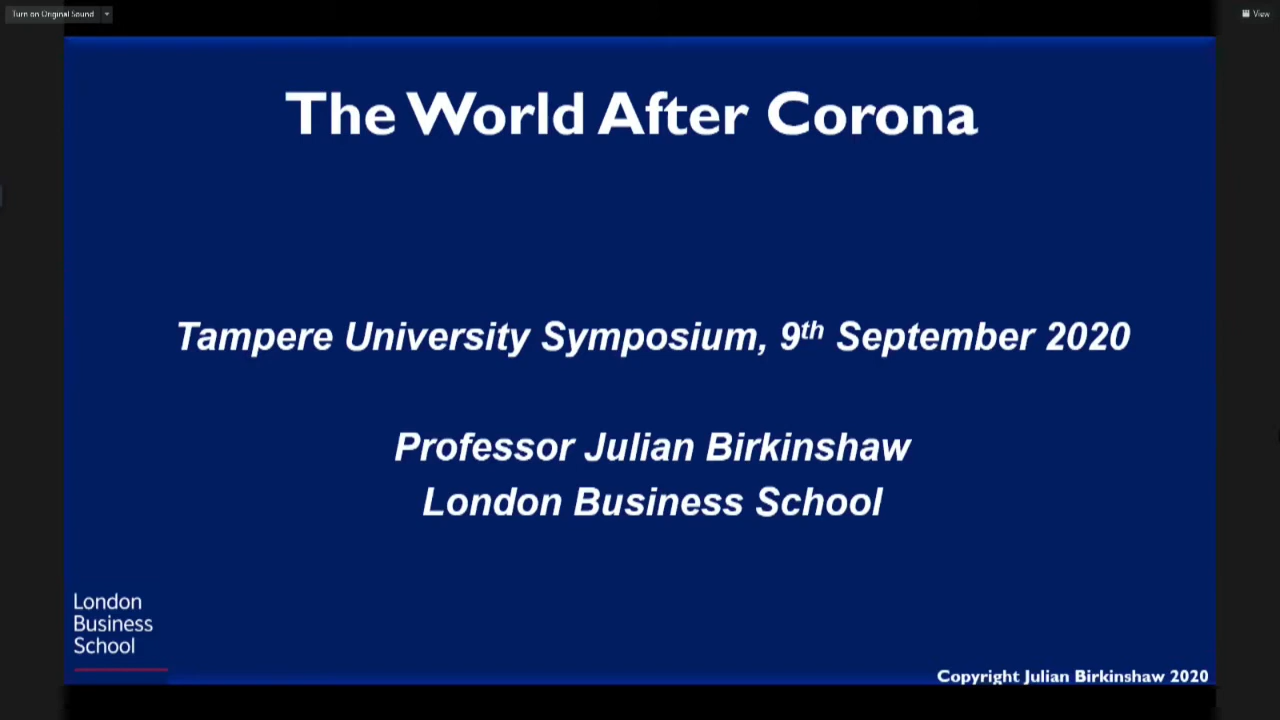 Turn on Original Sound
View
The World After Corona
Tampere University Symposium, 9th September 2020
Professor Julian Birkinshaw
London Business School
London
Business
School
Copyright Julian Birkinshaw 2020